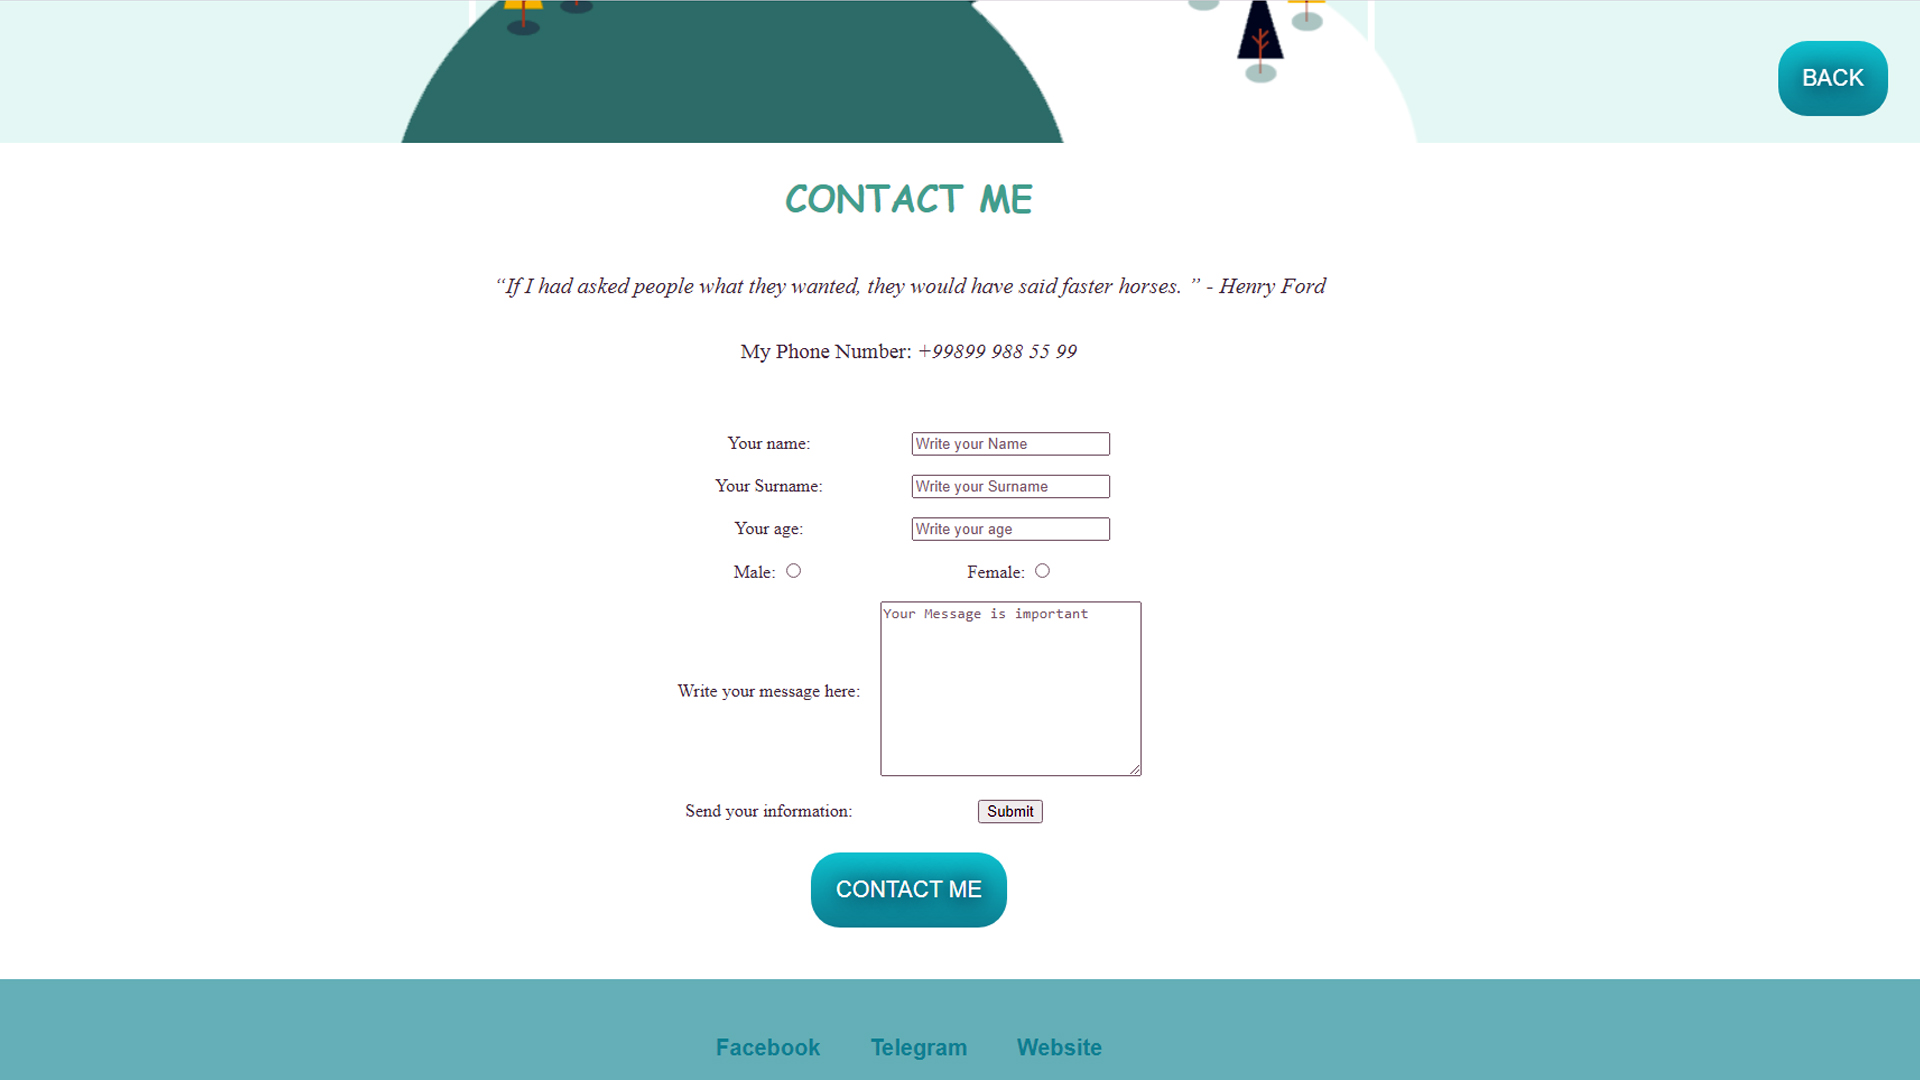 BACK
CONTACT ME
“If I had asked people what they wanted, they would have said faster horses. ” - Henry Ford
My Phone Number: +99899 988 55 99
Your name: Write your Name
Your Surname: Write your Surname
Your age: Write your age
Male: Female:
Your Message is important
Write your message here:
Send your information: Submit
CONTACT ME
Facebook Telegram Website